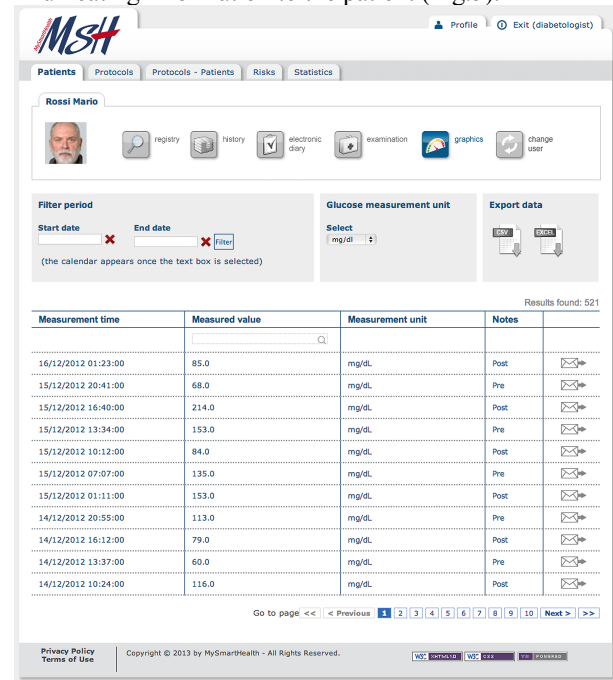 MySmartHealth
MSH
Profile
Exit (diabetologist)
Patients Protocols Protocols - Patients Risks Statistics
Rossi Mario
registry history electronic diary examination graphics change user
Filter period
Start date End date
Filter
(the calendar appears once the text box is selected)
Glucose measurement unit
Select
mg/dl
Export data
CSV EXCEL
Results found: 521
Measurement time Measured value Measurement unit Notes
16/12/2012 01:23:00 85.0 mg/dL Post
15/12/2012 20:41:00 68.0 mg/dL Pre
15/12/2012 16:40:00 214.0 mg/dL Post
15/12/2012 13:34:00 153.0 mg/dL Pre
15/12/2012 10:12:00 84.0 mg/dL Post
15/12/2012 07:07:00 135.0 mg/dL Pre
15/12/2012 01:11:00 153.0 mg/dL Post
14/12/2012 20:55:00 113.0 mg/dL Pre
14/12/2012 16:12:00 79.0 mg/dL Post
14/12/2012 13:37:00 60.0 mg/dL Pre
14/12/2012 10:24:00 116.0 mg/dL Post
Go to page << < Previous 1 2 3 4 5 6 7 8 9 10 Next > >>
Privacy Policy
Terms of Use
Copyright © 2013 by MySmartHealth - All Rights Reserved.
W3C XHTML1.0 W3C CSS POWERED